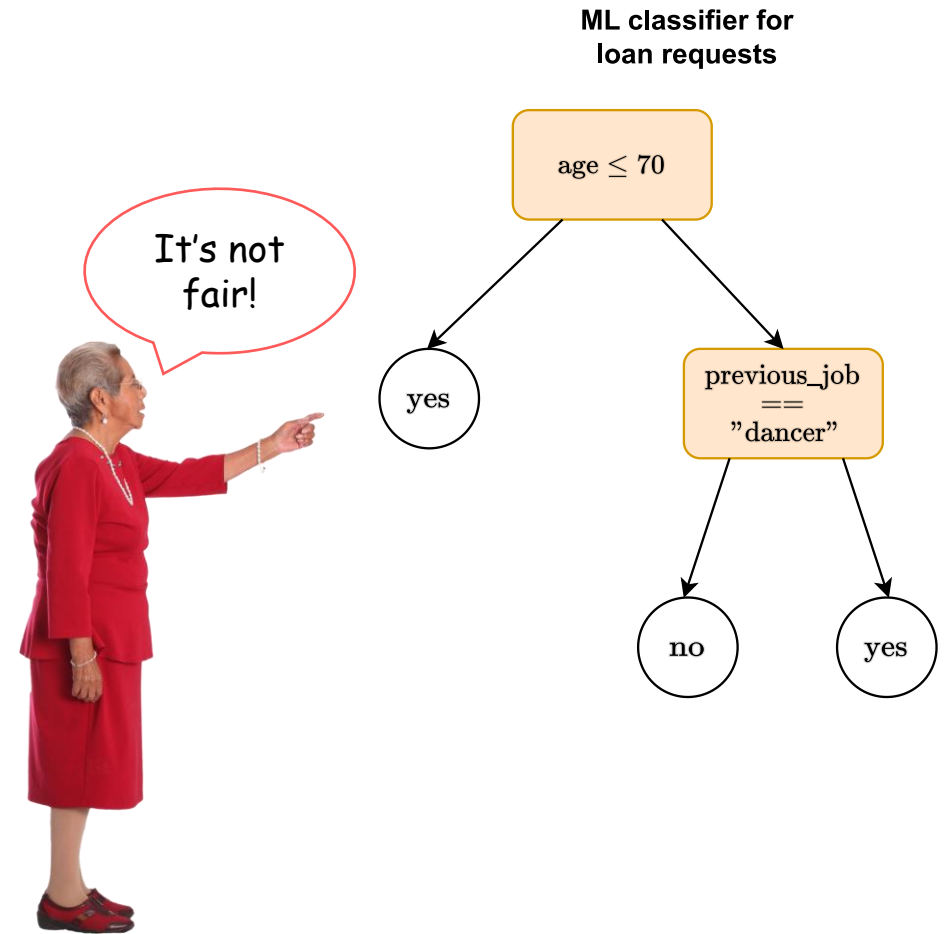 ML classifier for
loan requests
age ≤ 70
It's not
fair!
yes
previous_job
==
"dancer"
no
yes